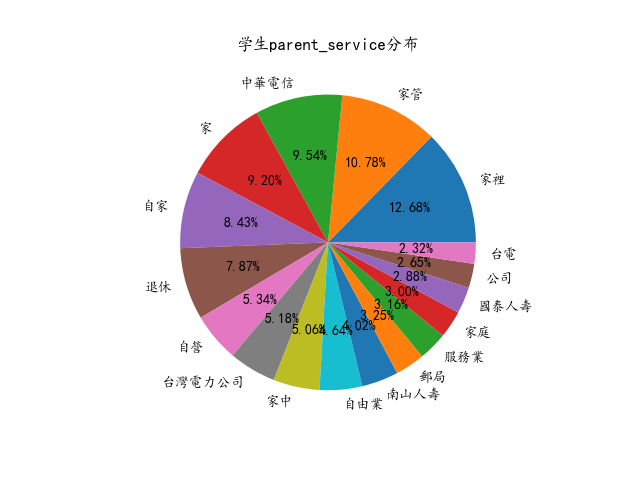 学生parent_service分布
家裡
12.68%
家管
10.78%
中華電信
9.54%
家
9.20%
自家
8.43%
退休
7.87%
自營
5.34%
台灣電力公司
5.18%
家中
5.06%
自由業
4.64%
南山人壽
4.02%
郵局
3.25%
服務業
3.16%
家庭
3.00%
國泰人壽
2.88%
公司
2.65%
台電
2.32%